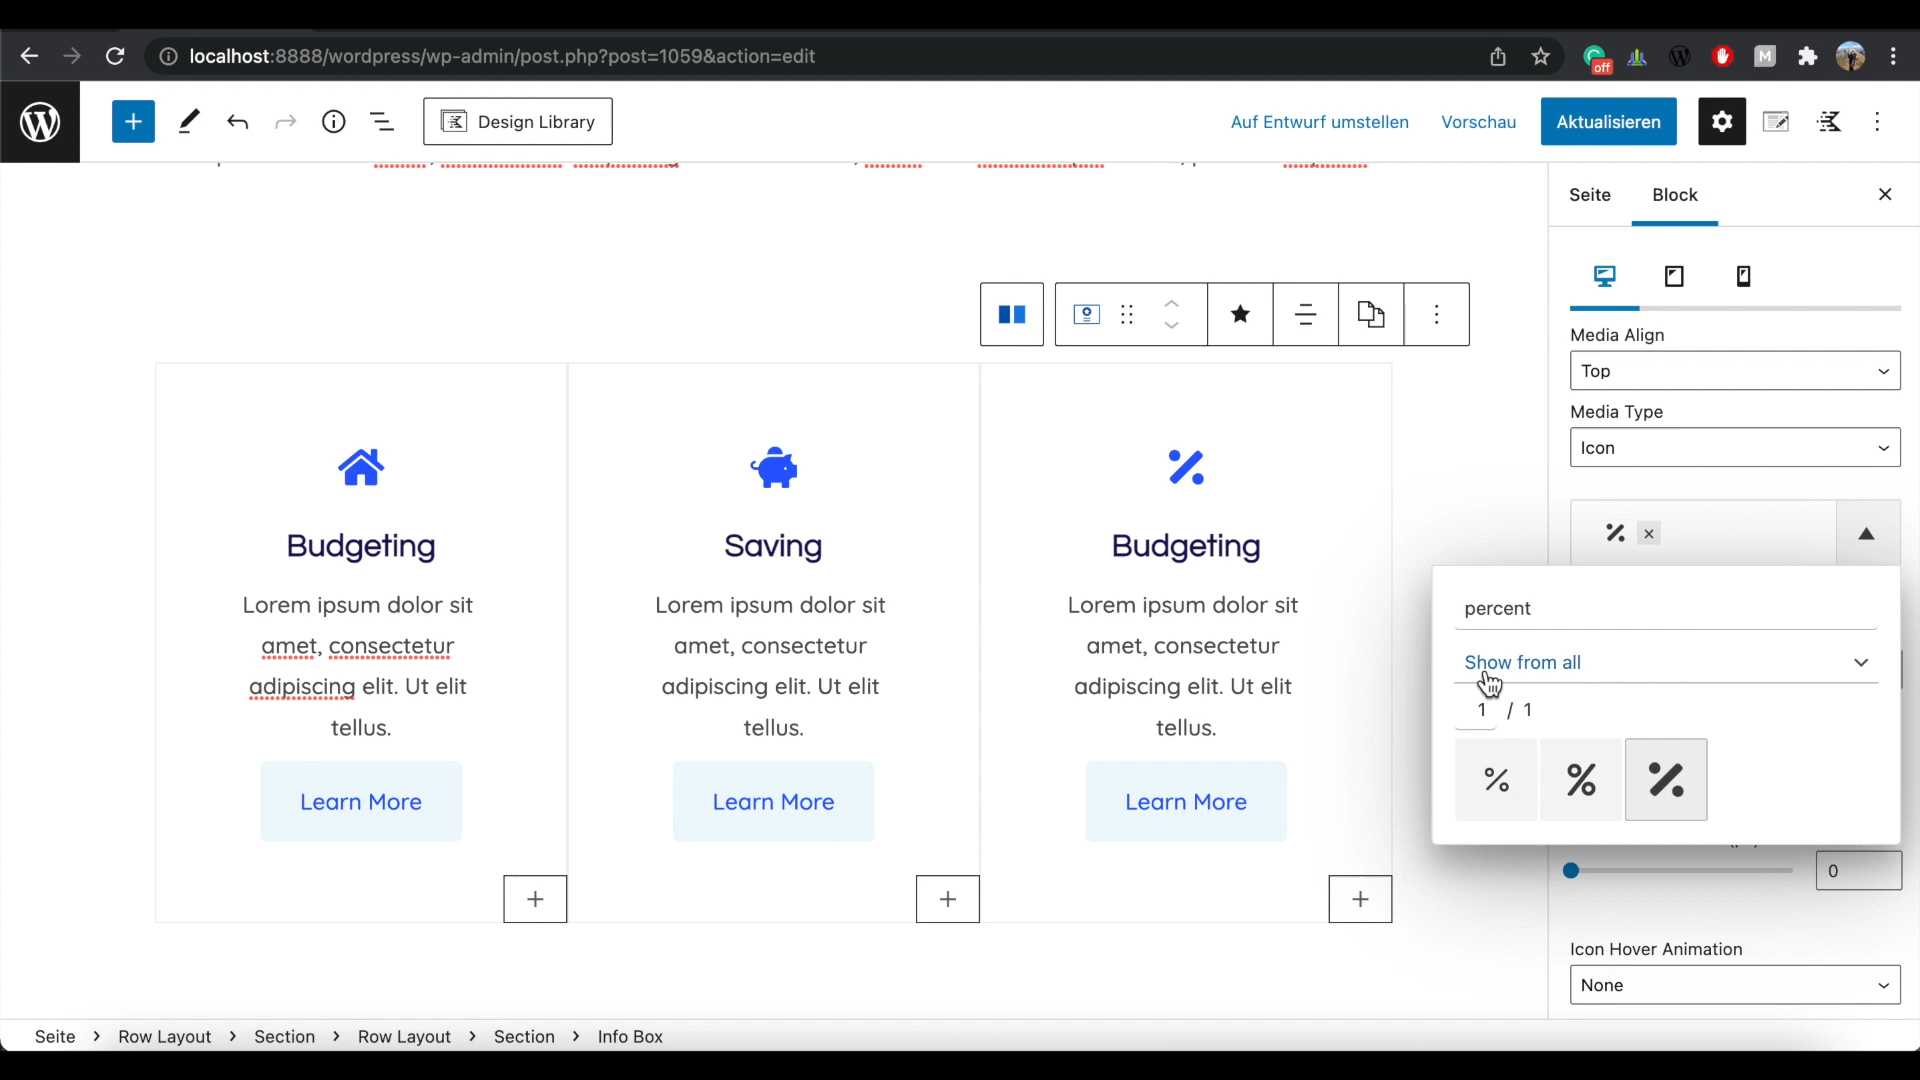 localhost:8888/wordpress/wp-admin/post.php?post=1059&action=edit
off
M
Design Library
Auf Entwurf umstellen
Vorschau
Aktualisieren
Seite
Block
Media Align
Top
Media Type
Icon
percent
Show from all
1 / 1
0
Icon Hover Animation
None
Budgeting
Lorem ipsum dolor sit
amet, consectetur
adipiscing elit. Ut elit
tellus.
Learn More
Saving
Lorem ipsum dolor sit
amet, consectetur
adipiscing elit. Ut elit
tellus.
Learn More
Budgeting
Lorem ipsum dolor sit
amet, consectetur
adipiscing elit. Ut elit
tellus.
Learn More
Seite > Row Layout > Section > Row Layout > Section > Info Box